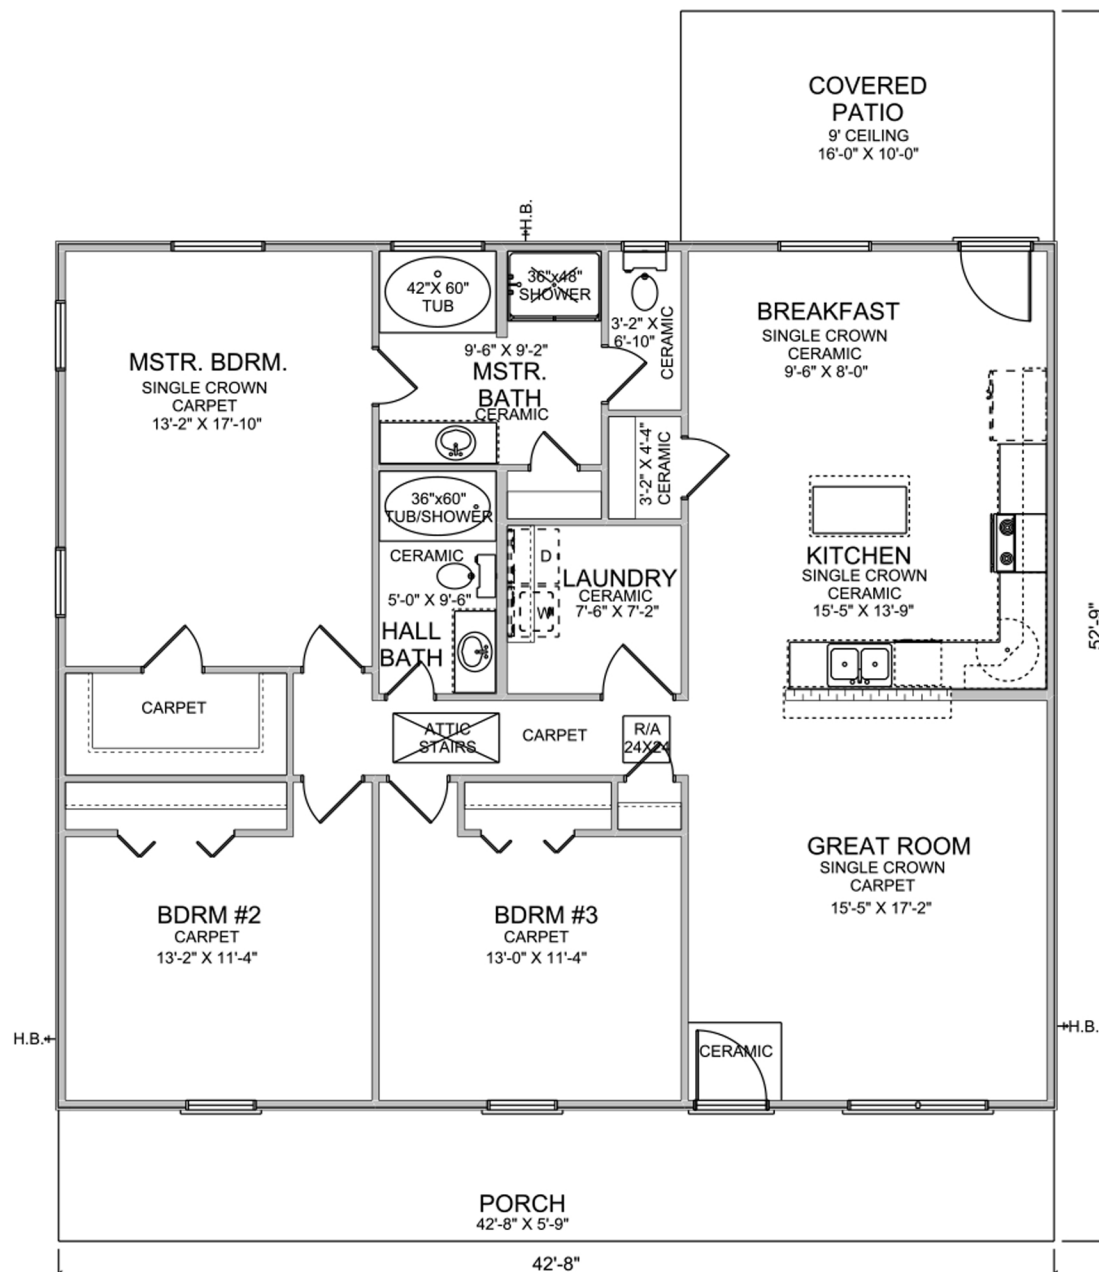 COVERED
PATIO
9' CEILING
16'-0" X 10'-0"
H.B.
42"X 60"
TUB
36"x48"
SHOWER
3'-2" X
6'-10"
CERAMIC
BREAKFAST
SINGLE CROWN
CERAMIC
9'-6" X 8'-0"
MSTR. BDRM.
SINGLE CROWN
CARPET
13'-2" X 17'-10"
9'-6" X 9'-2"
MSTR.
BATH
CERAMIC
3'-2" X 4'-4"
CERAMIC
36"x60"
TUB/SHOWER
CERAMIC
5'-0" X 9'-6"
HALL
BATH
D
W
LAUNDRY
CERAMIC
7'-6" X 7'-2"
KITCHEN
SINGLE CROWN
CERAMIC
15'-5" X 13'-9"
52'-9"
CARPET
ATTIC
STAIRS
CARPET
R/A
24X24
GREAT ROOM
SINGLE CROWN
CARPET
15'-5" X 17'-2"
BDRM #2
CARPET
13'-2" X 11'-4"
BDRM #3
CARPET
13'-0" X 11'-4"
H.B.
CERAMIC
H.B.
PORCH
42'-8" X 5'-9"
42'-8"